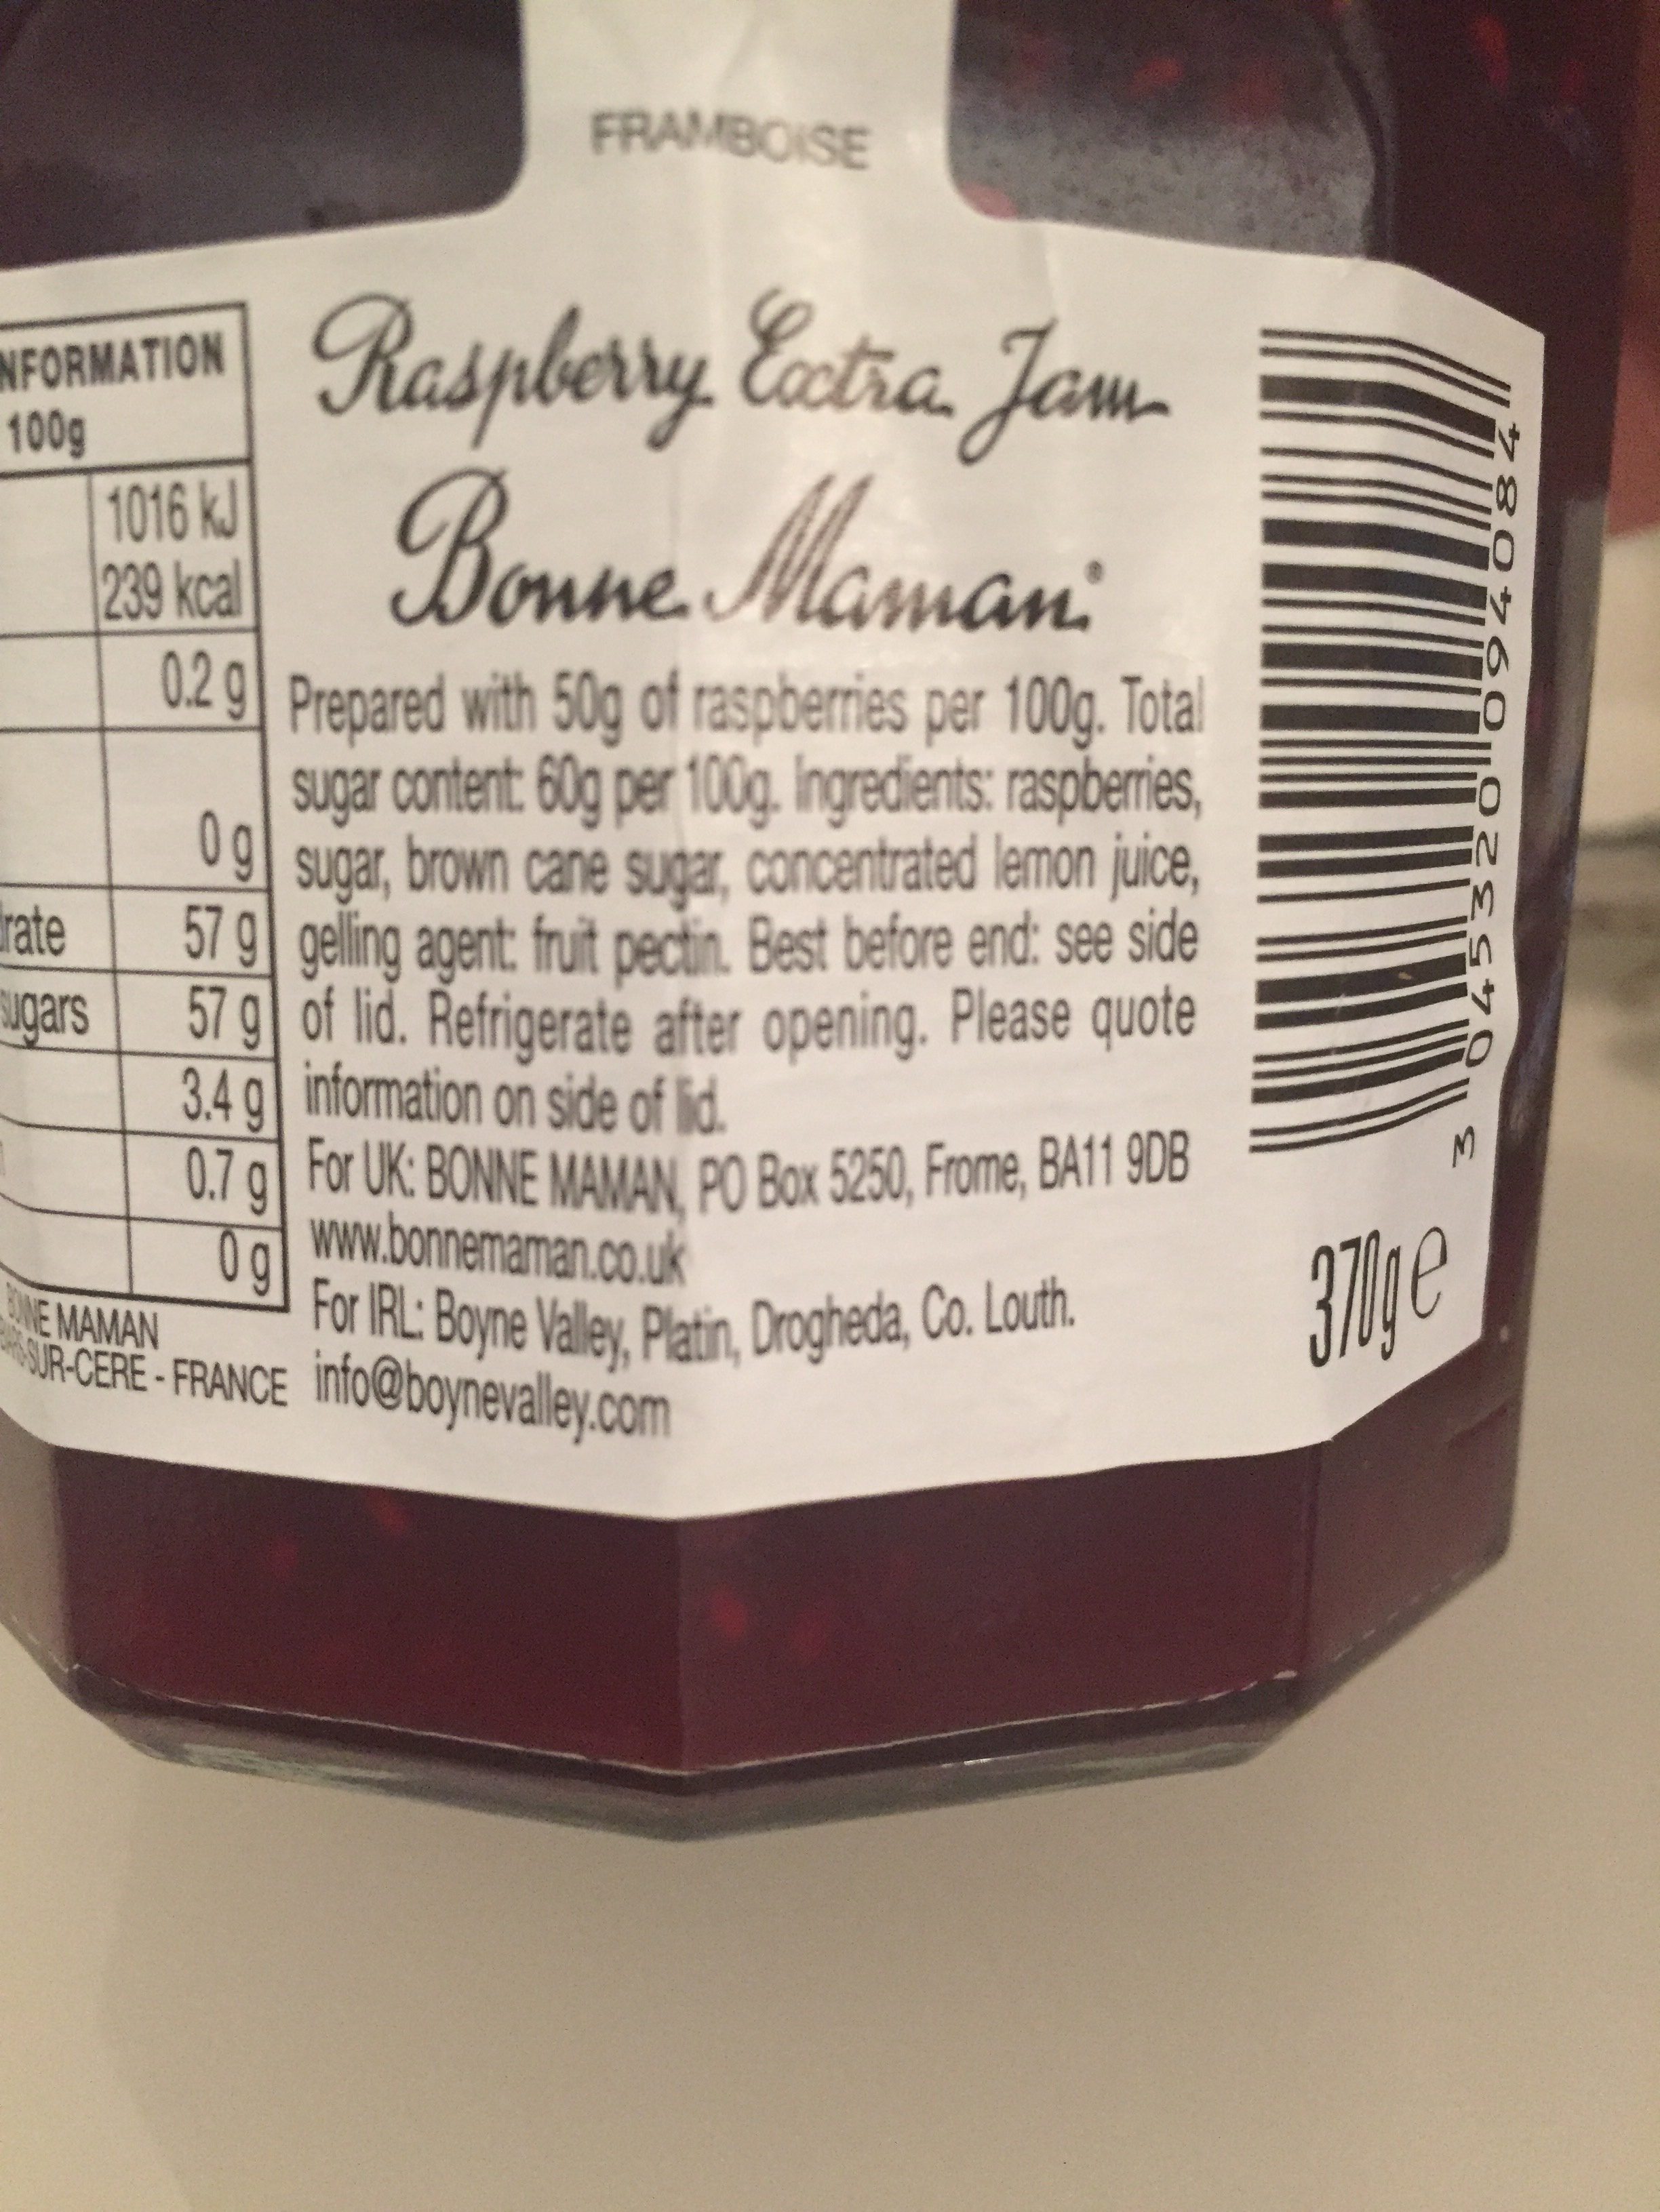 FRAMBOISE
Raspberry Extra Jam
Bonne Maman®
Prepared with 50g of raspberries per 100g. Total
sugar content: 60g per 100g. Ingredients: raspberries,
sugar, brown cane sugar, concentrated lemon juice,
gelling agent: fruit pectin. Best before end: see side
of lid. Refrigerate after opening. Please quote
information on side of lid.
For UK: BONNE MAMAN, PO Box 5250, Frome, BA11 9DB
www.bonnemaman.co.uk
For IRL: Boyne Valley, Platin, Drogheda, Co. Louth.
info@boynevalley.com
NFORMATION
100g
1016 kJ
239 kcal
0.2 g
0 g
drate 57 g
sugars 57 g
3.4 g
0.7 g
0 g
BONNE MAMAN
SUR-CERE - FRANCE
3 045320 094084
370g e